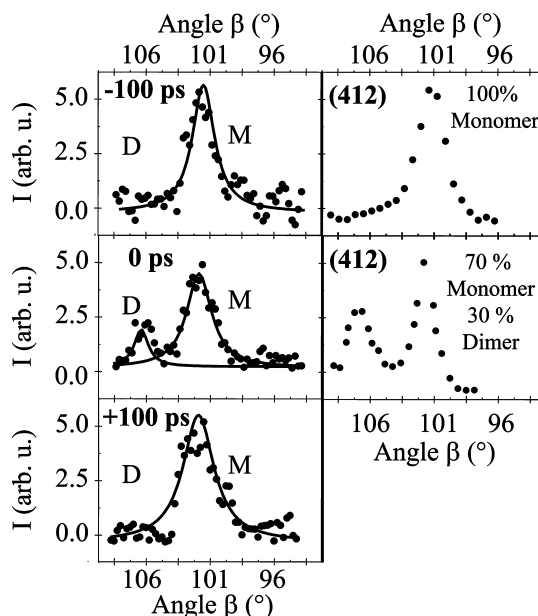 Angle β (°)
Angle β (°)
106 101 96
106 101 96
I (arb. u.)
5.0
2.5
0.0
-100 ps
D
M
(412)
100%
Monomer
I (arb. u.)
5.0
2.5
0.0
0 ps
D
M
(412)
70 %
Monomer
30 %
Dimer
106 101 96
Angle β (°)
I (arb. u.)
5.0
2.5
0.0
+100 ps
D
M
106 101 96
Angle β (°)